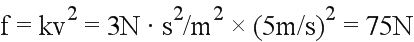 f = kv² = 3N · s²/m² × (5m/s)² = 75N